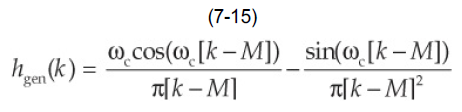 (7-15)
h_gen(k) = ω_c cos(ω_c[k – M]) / π[k – M] – sin(ω_c[k – M]) / π[k – M]²